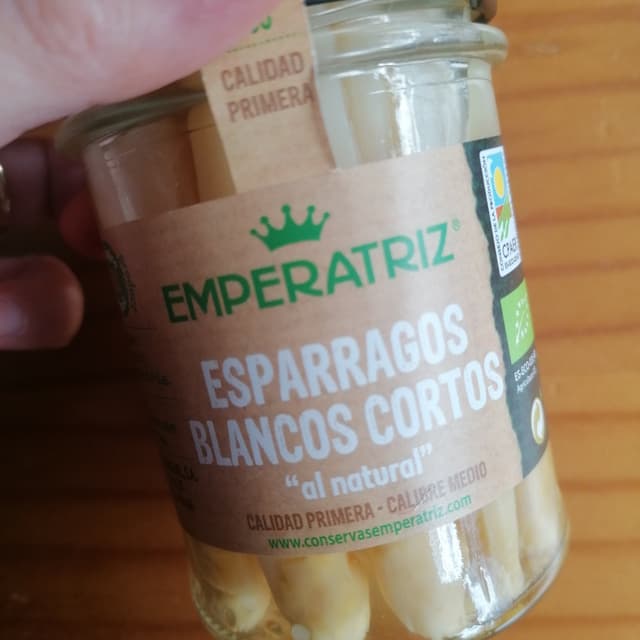 CALIDAD
PRIMERA
EMPERATRIZ®
ESPARRAGOS
BLANCOS CORTOS
"al natural"
CALIDAD PRIMERA - CALIBRE MEDIO
www.conservasemperatriz.com